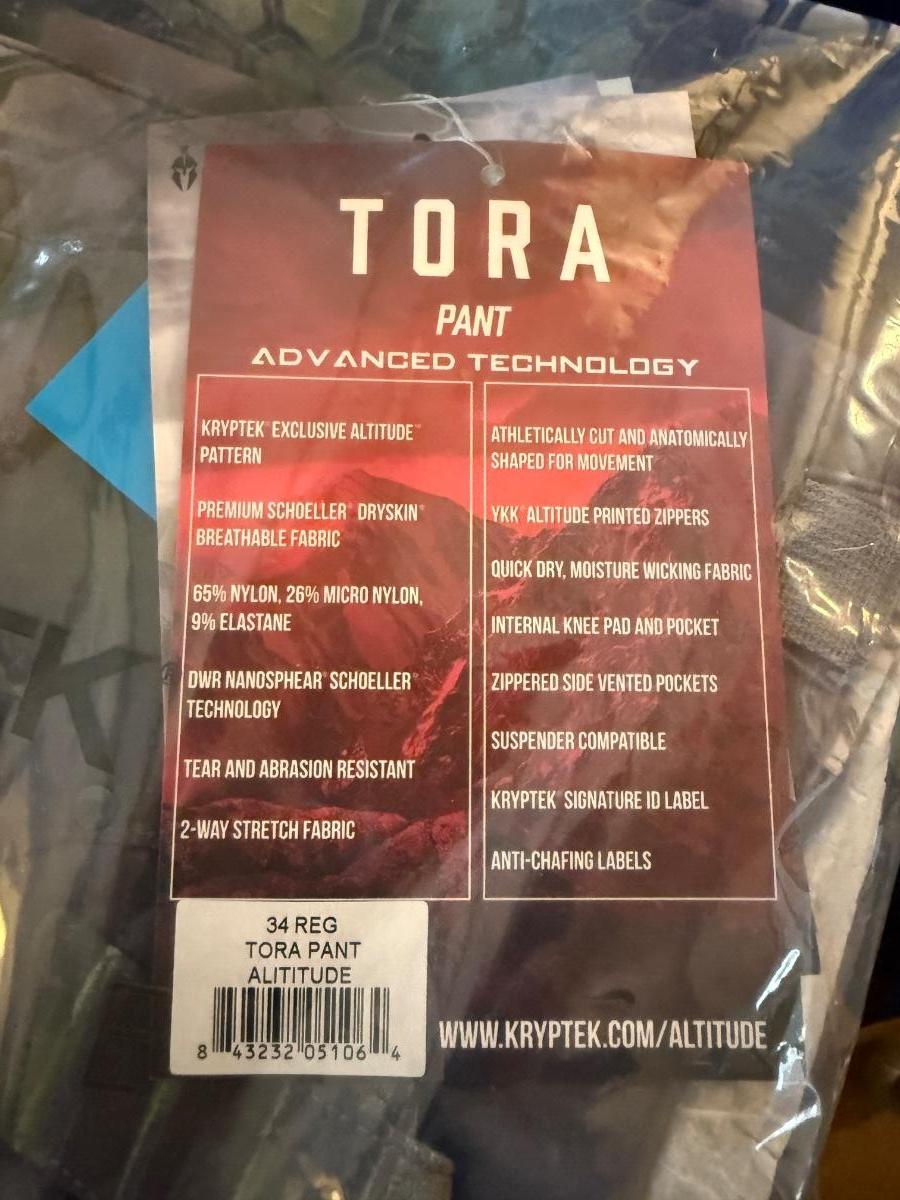 TORA
PANT
ADVANCED TECHNOLOGY
KRYPTEK® EXCLUSIVE ALTITUDE™
PATTERN
PREMIUM SCHOELLER® DRYSKIN®
BREATHABLE FABRIC
65% NYLON, 26% MICRO NYLON,
9% ELASTANE
DWR NANOSPHEAR® SCHOELLER®
TECHNOLOGY
TEAR AND ABRASION RESISTANT
2-WAY STRETCH FABRIC
ATHLETICALLY CUT AND ANATOMICALLY
SHAPED FOR MOVEMENT
YKK® ALTITUDE PRINTED ZIPPERS
QUICK DRY, MOISTURE WICKING FABRIC
INTERNAL KNEE PAD AND POCKET
ZIPPERED SIDE VENTED POCKETS
SUSPENDER COMPATIBLE
KRYPTEK® SIGNATURE ID LABEL
ANTI-CHAFING LABELS
34 REG
TORA PANT
ALITITUDE
8 43232 05106 4
WWW.KRYPTEK.COM/ALTITUDE